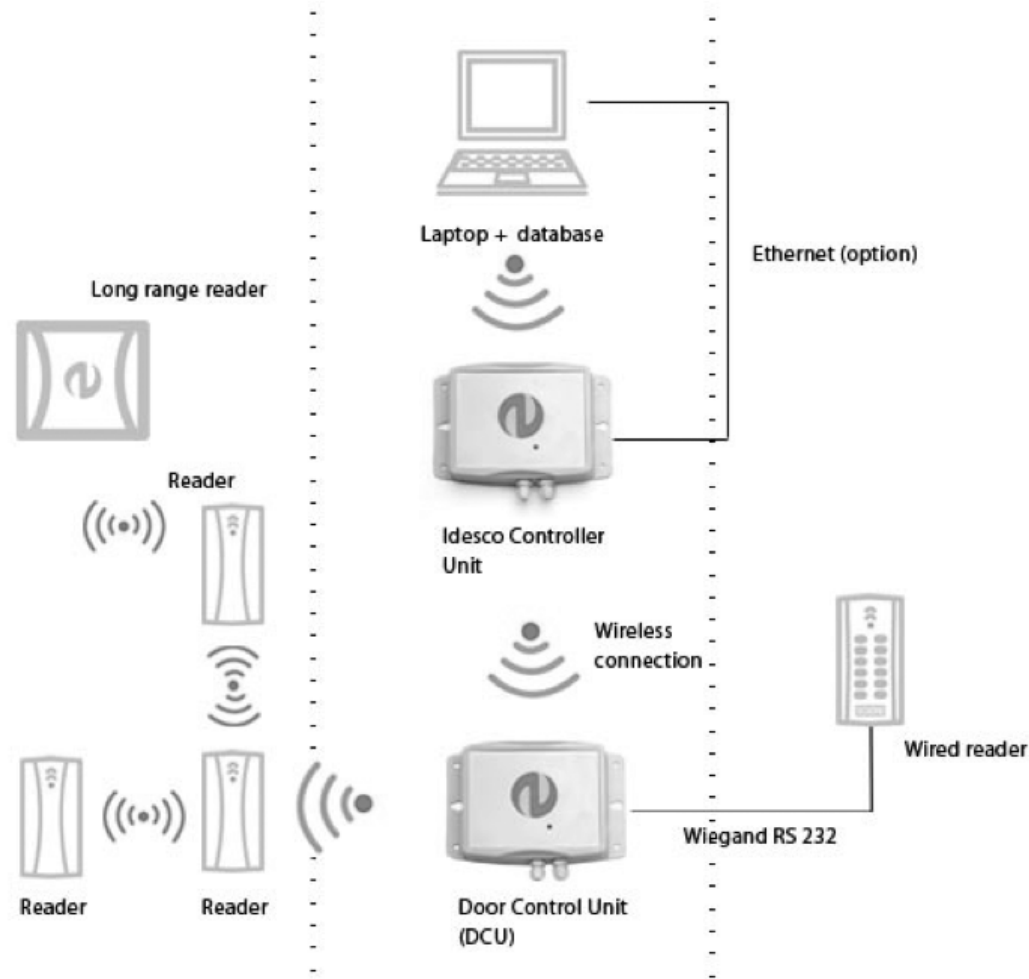 Laptop + database
Ethernet (option)
Long range reader
Reader
Idesco Controller
Unit
Wireless
connection
Wired reader
Wiegand RS 232
Reader
Reader
Door Control Unit
(DCU)